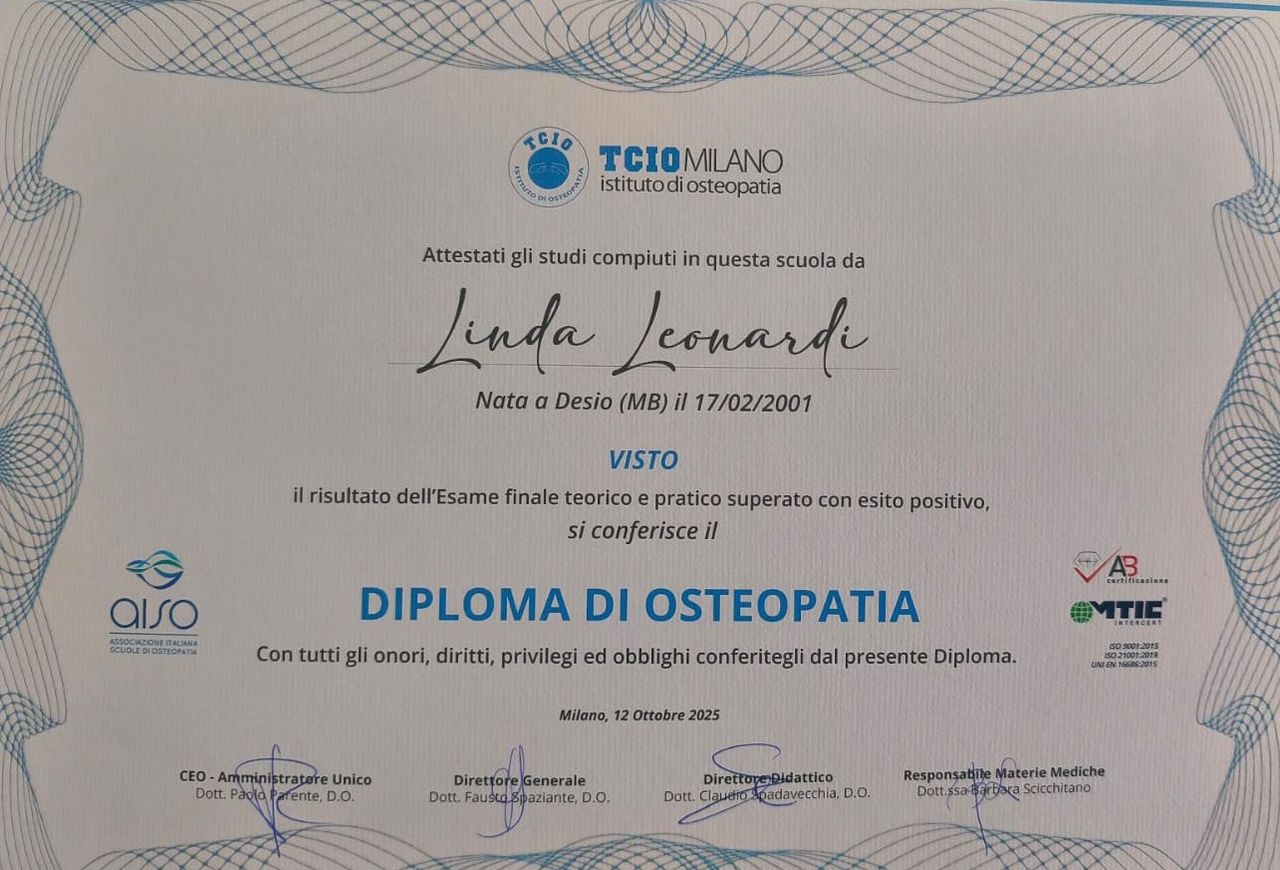 TCIO
ISTITUTO DI OSTEOPATIA
TCIO MILANO
istituto di osteopatia
Attestati gli studi compiuti in questa scuola da
Linda Leonardi
Nata a Desio (MB) il 17/02/2001
VISTO
il risultato dell'Esame finale teorico e pratico superato con esito positivo,
si conferisce il
DIPLOMA DI OSTEOPATIA
Con tutti gli onori, diritti, privilegi ed obblighi conferitegli dal presente Diploma.
AISO
ASSOCIAZIONE ITALIANA
SCUOLE DI OSTEOPATIA
AB
certificazione
MTIC
INTERCERT
ISO 9001:2015
ISO 21001:2018
UNI EN 16686:2015
Milano, 12 Ottobre 2025
CEO - Amministratore Unico
Dott. Paolo Parente, D.O.
Direttore Generale
Dott. Fausto Spaziante, D.O.
Direttore Didattico
Dott. Claudio Spadavecchia, D.O.
Responsabile Materie Mediche
Dott.ssa Barbara Scicchitano